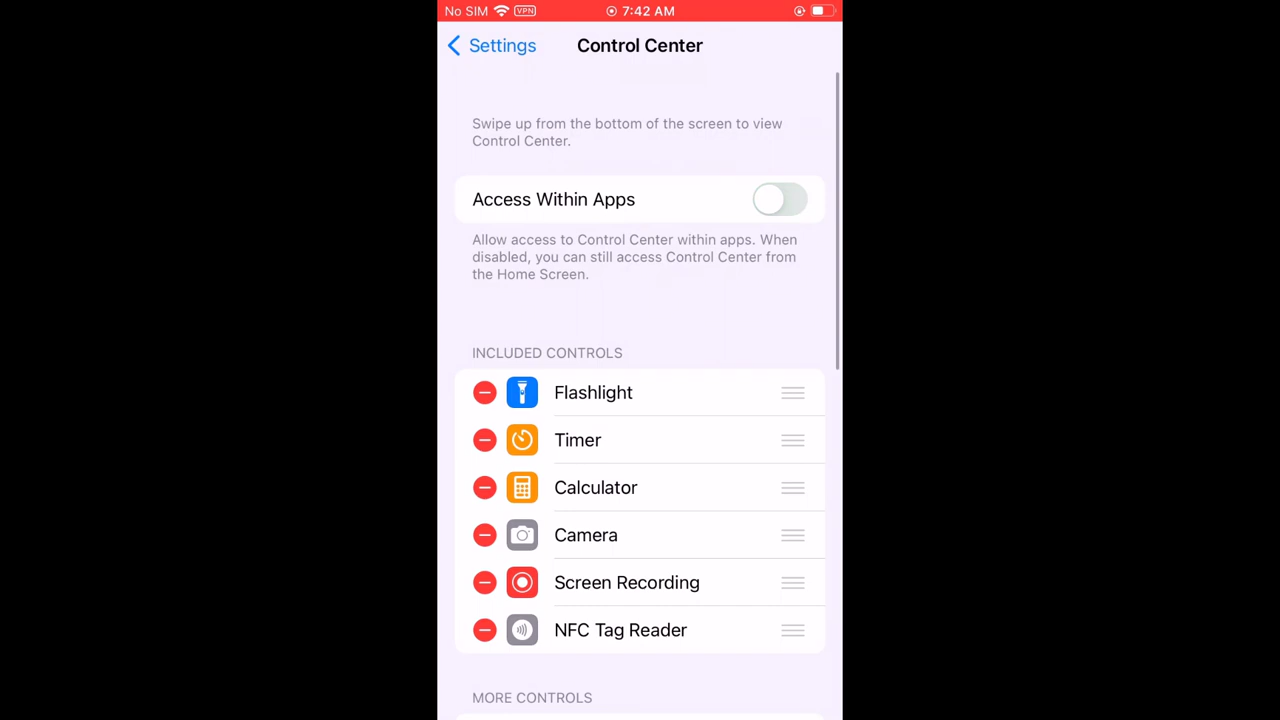 No SIM VPN 7:42 AM
Settings Control Center
Swipe up from the bottom of the screen to view
Control Center.
Access Within Apps
Allow access to Control Center within apps. When
disabled, you can still access Control Center from
the Home Screen.
INCLUDED CONTROLS
Flashlight
Timer
Calculator
Camera
Screen Recording
NFC Tag Reader
MORE CONTROLS